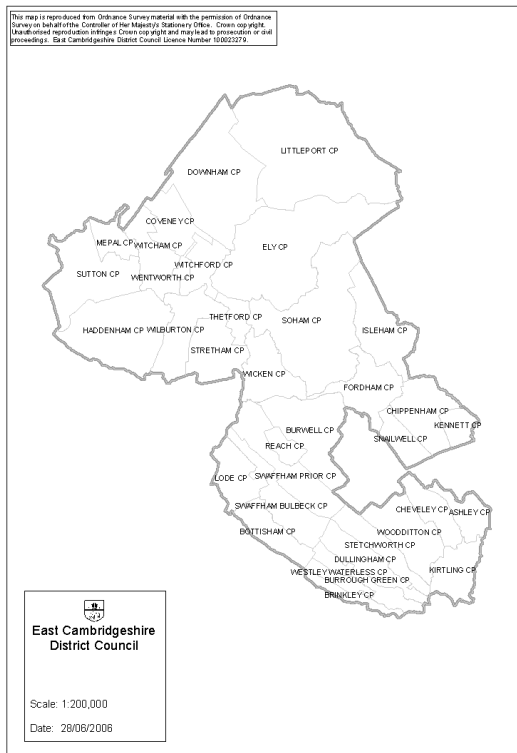 This map is reproduced from Ordnance Survey material with the permission of Ordnance
Survey on behalf of the Controller of Her Majesty's Stationery Office. Crown copyright.
Unauthorised reproduction infringes Crown copyright and may lead to prosecution or civil
proceedings. East Cambridgeshire District Council Licence Number 100023279.
LITTLEPORT CP
DOWNHAM CP
COVENEY CP
MEPAL CP
WITCHAM CP
ELY CP
WITCHFORD CP
SUTTON CP
WENTWORTH CP
THETFORD CP
SOHAM CP
HADDENHAM CP
WILBURTON CP
ISLEHAM CP
STRETHAM CP
WICKEN CP
FORDHAM CP
CHIPPENHAM CP
KENNETT CP
BURWELL CP
SNAILWELL CP
REACH CP
LODE CP
SWAFFHAM PRIOR CP
SWAFFHAM BULBECK CP
CHEVELEY CP
ASHLEY CP
BOTTISHAM CP
WOODDITTON CP
STETCHWORTH CP
DULLINGHAM CP
KIRTLING CP
WESTLEY WATERLESS CP
BURROUGH GREEN CP
BRINKLEY CP
East Cambridgeshire
District Council
Scale: 1:200,000
Date: 28/06/2006